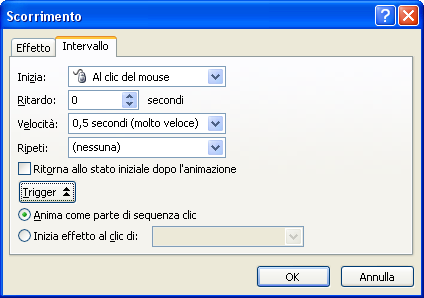 Scorrimento
Effetto
Intervallo
Inizia: Al clic del mouse
Ritardo: 0 secondi
Velocità: 0,5 secondi (molto veloce)
Ripeti: (nessuna)
Ritorna allo stato iniziale dopo l'animazione
Trigger
Anima come parte di sequenza clic
Inizia effetto al clic di:
OK
Annulla